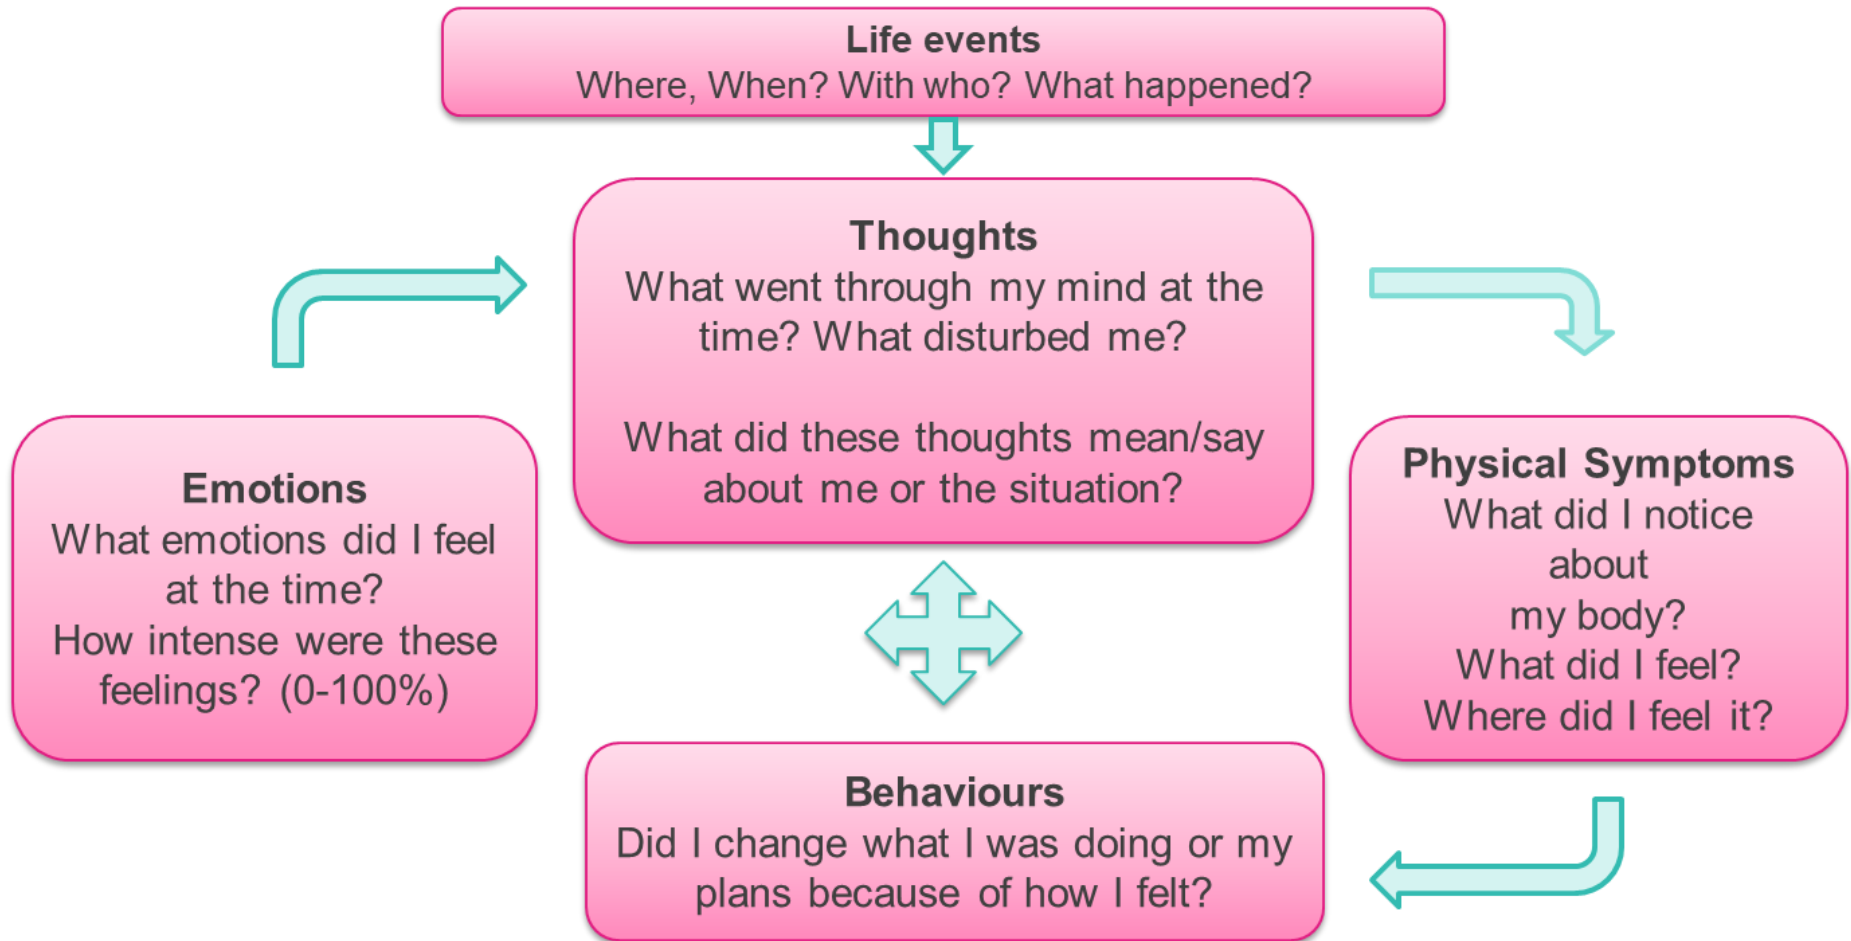 Life events
Where, When? With who? What happened?
Thoughts
What went through my mind at the
time? What disturbed me?
What did these thoughts mean/say
about me or the situation?
Emotions
What emotions did I feel
at the time?
How intense were these
feelings? (0-100%)
Physical Symptoms
What did I notice
about
my body?
What did I feel?
Where did I feel it?
Behaviours
Did I change what I was doing or my
plans because of how I felt?